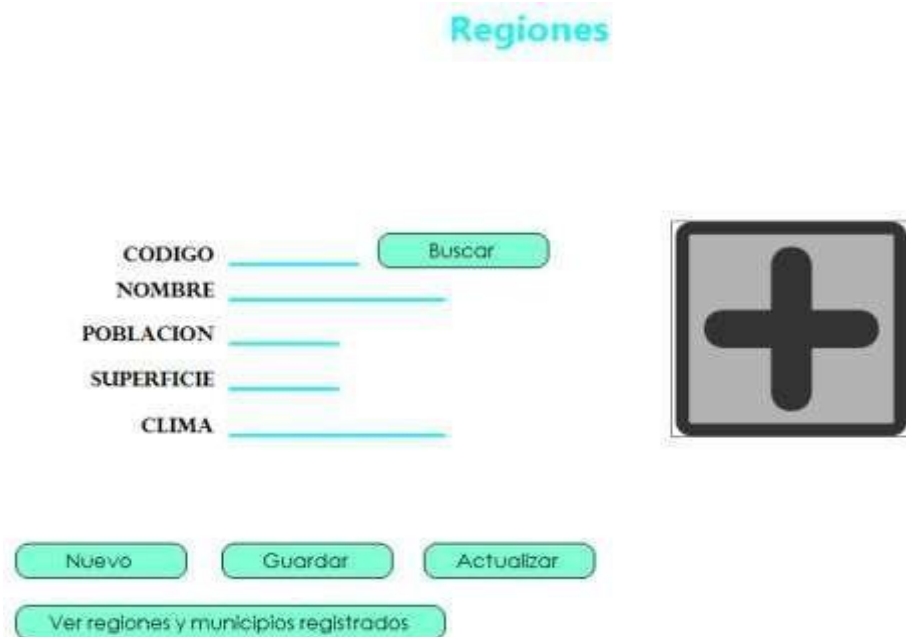 Regiones
CODIGO Buscar
NOMBRE
POBLACION
SUPERFICIE
CLIMA
Nuevo Guardar Actualizar
Ver regiones y municipios registrados